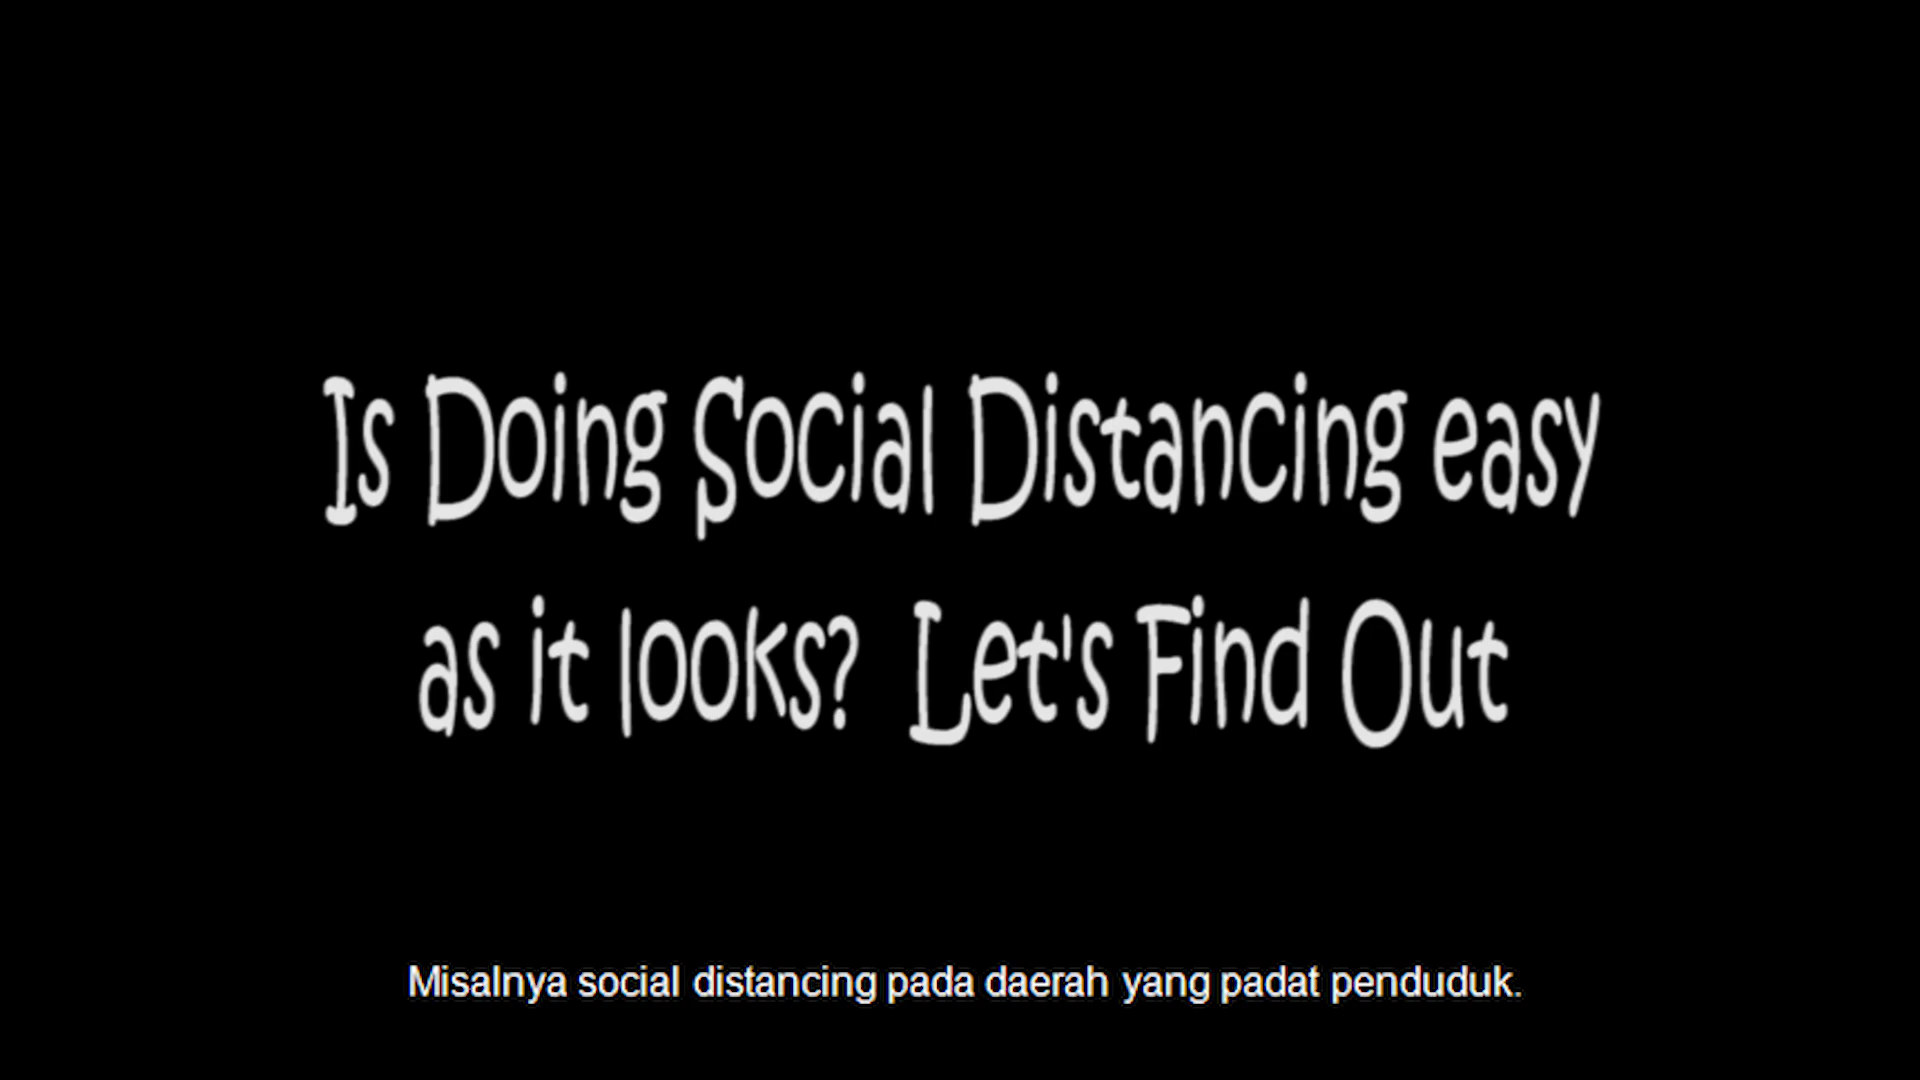 Is Doing Social Distancing easy
as it looks? Let's Find Out
Misalnya social distancing pada daerah yang padat penduduk.